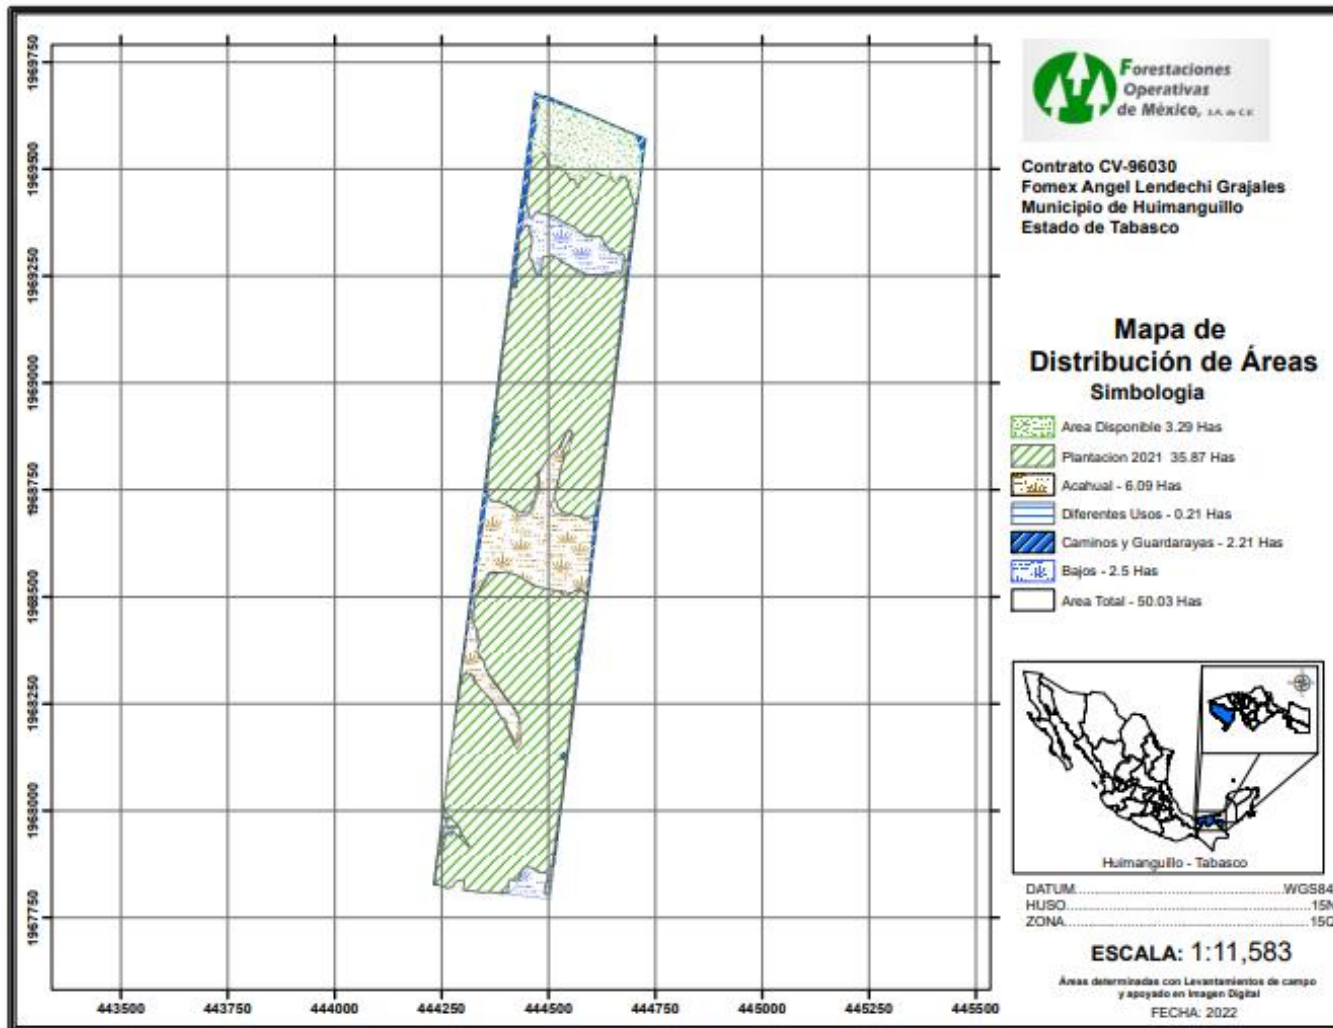 Forestaciones
Operativas
de México, S.A. de C.V.
Contrato CV-96030
Fomex Angel Lendechi Grajales
Municipio de Huimanguillo
Estado de Tabasco
Mapa de
Distribución de Áreas
Simbologia
Area Disponible 3.29 Has
Plantacion 2021 35.87 Has
Acahual - 6.09 Has
Diferentes Usos - 0.21 Has
Caminos y Guardarayas - 2.21 Has
Bajos - 2.5 Has
Area Total - 50.03 Has
Huimanguillo - Tabasco
DATUM WGS84
HUSO 15N
ZONA 15Q
ESCALA: 1:11,583
Áreas determinadas con Levantamientos de campo
y apoyado en Imagen Digital
FECHA: 2022
1969750
1969500
1969250
1969000
1968750
1968500
1968250
1968000
1967750
443500 443750 444000 444250 444500 444750 445000 445250 445500